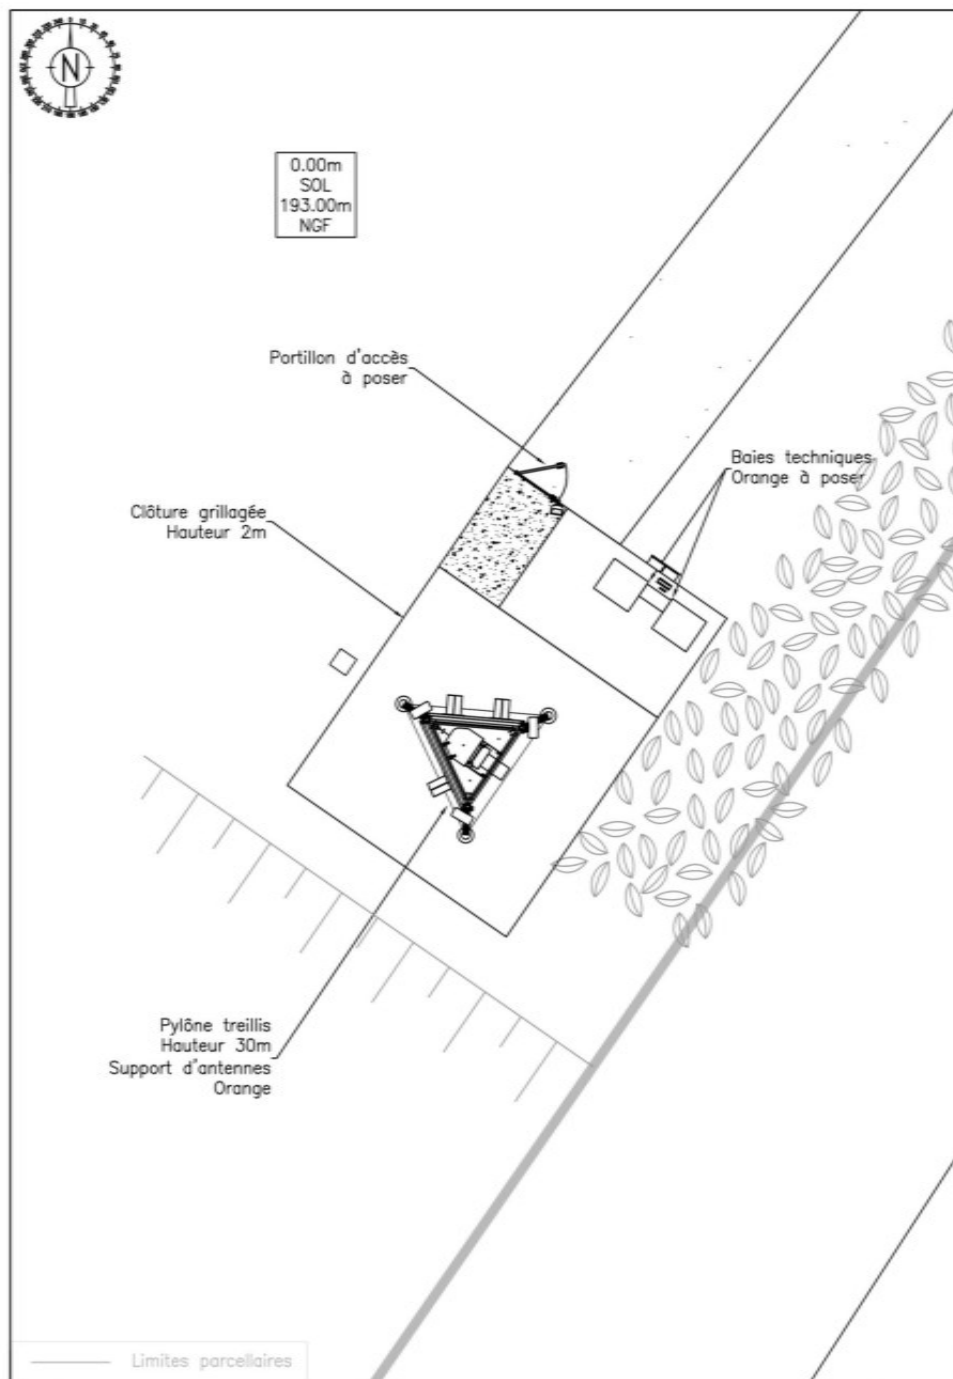 N
0.00m
SOL
193.00m
NGF
Portillon d'accès
à poser
Baies techniques
Orange à poser
Clôture grillagée
Hauteur 2m
Pylône treillis
Hauteur 30m
Support d'antennes
Orange
Limites parcellaires